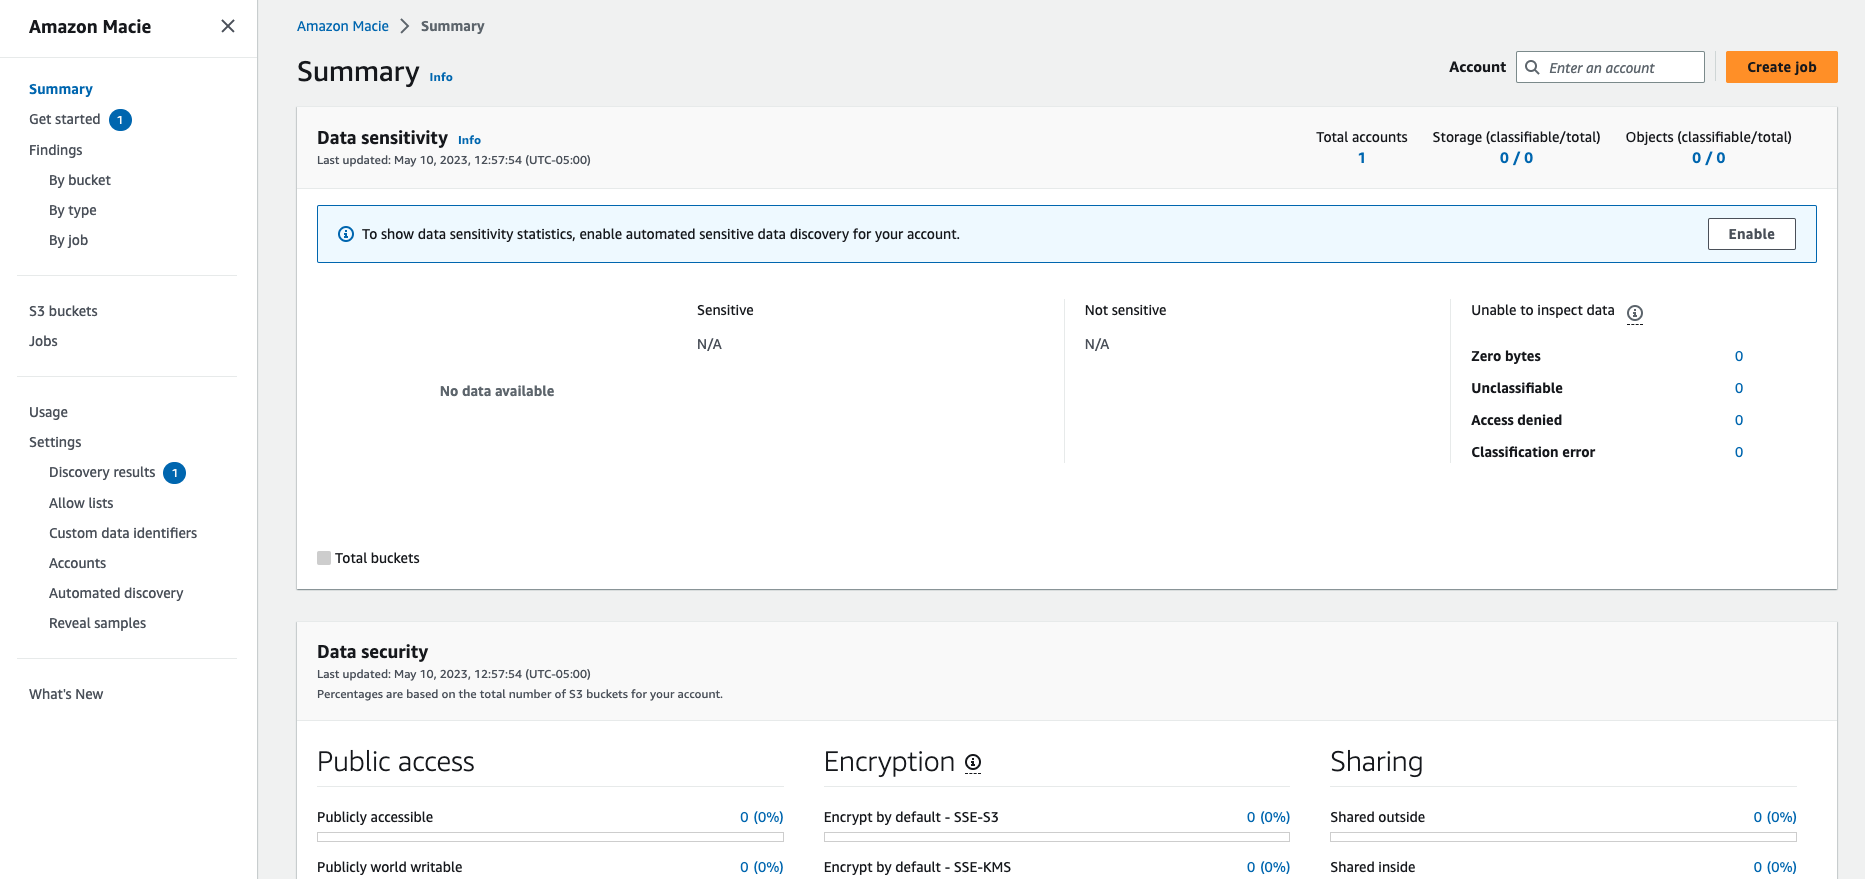 Amazon Macie
Summary
Get started 1
Findings
By bucket
By type
By job
S3 buckets
Jobs
Usage
Settings
Discovery results 1
Allow lists
Custom data identifiers
Accounts
Automated discovery
Reveal samples
What's New
Amazon Macie > Summary
Summary Info
Account Enter an account Create job
Data sensitivity Info
Last updated: May 10, 2023, 12:57:54 (UTC-05:00)
Total accounts
1
Storage (classifiable/total)
0 / 0
Objects (classifiable/total)
0 / 0
To show data sensitivity statistics, enable automated sensitive data discovery for your account. Enable
No data available
Sensitive
N/A
Not sensitive
N/A
Unable to inspect data
Zero bytes 0
Unclassifiable 0
Access denied 0
Classification error 0
Total buckets
Data security
Last updated: May 10, 2023, 12:57:54 (UTC-05:00)
Percentages are based on the total number of S3 buckets for your account.
Public access
Publicly accessible 0 (0%)
Publicly world writable 0 (0%)
Encryption
Encrypt by default - SSE-S3 0 (0%)
Encrypt by default - SSE-KMS 0 (0%)
Sharing
Shared outside 0 (0%)
Shared inside 0 (0%)